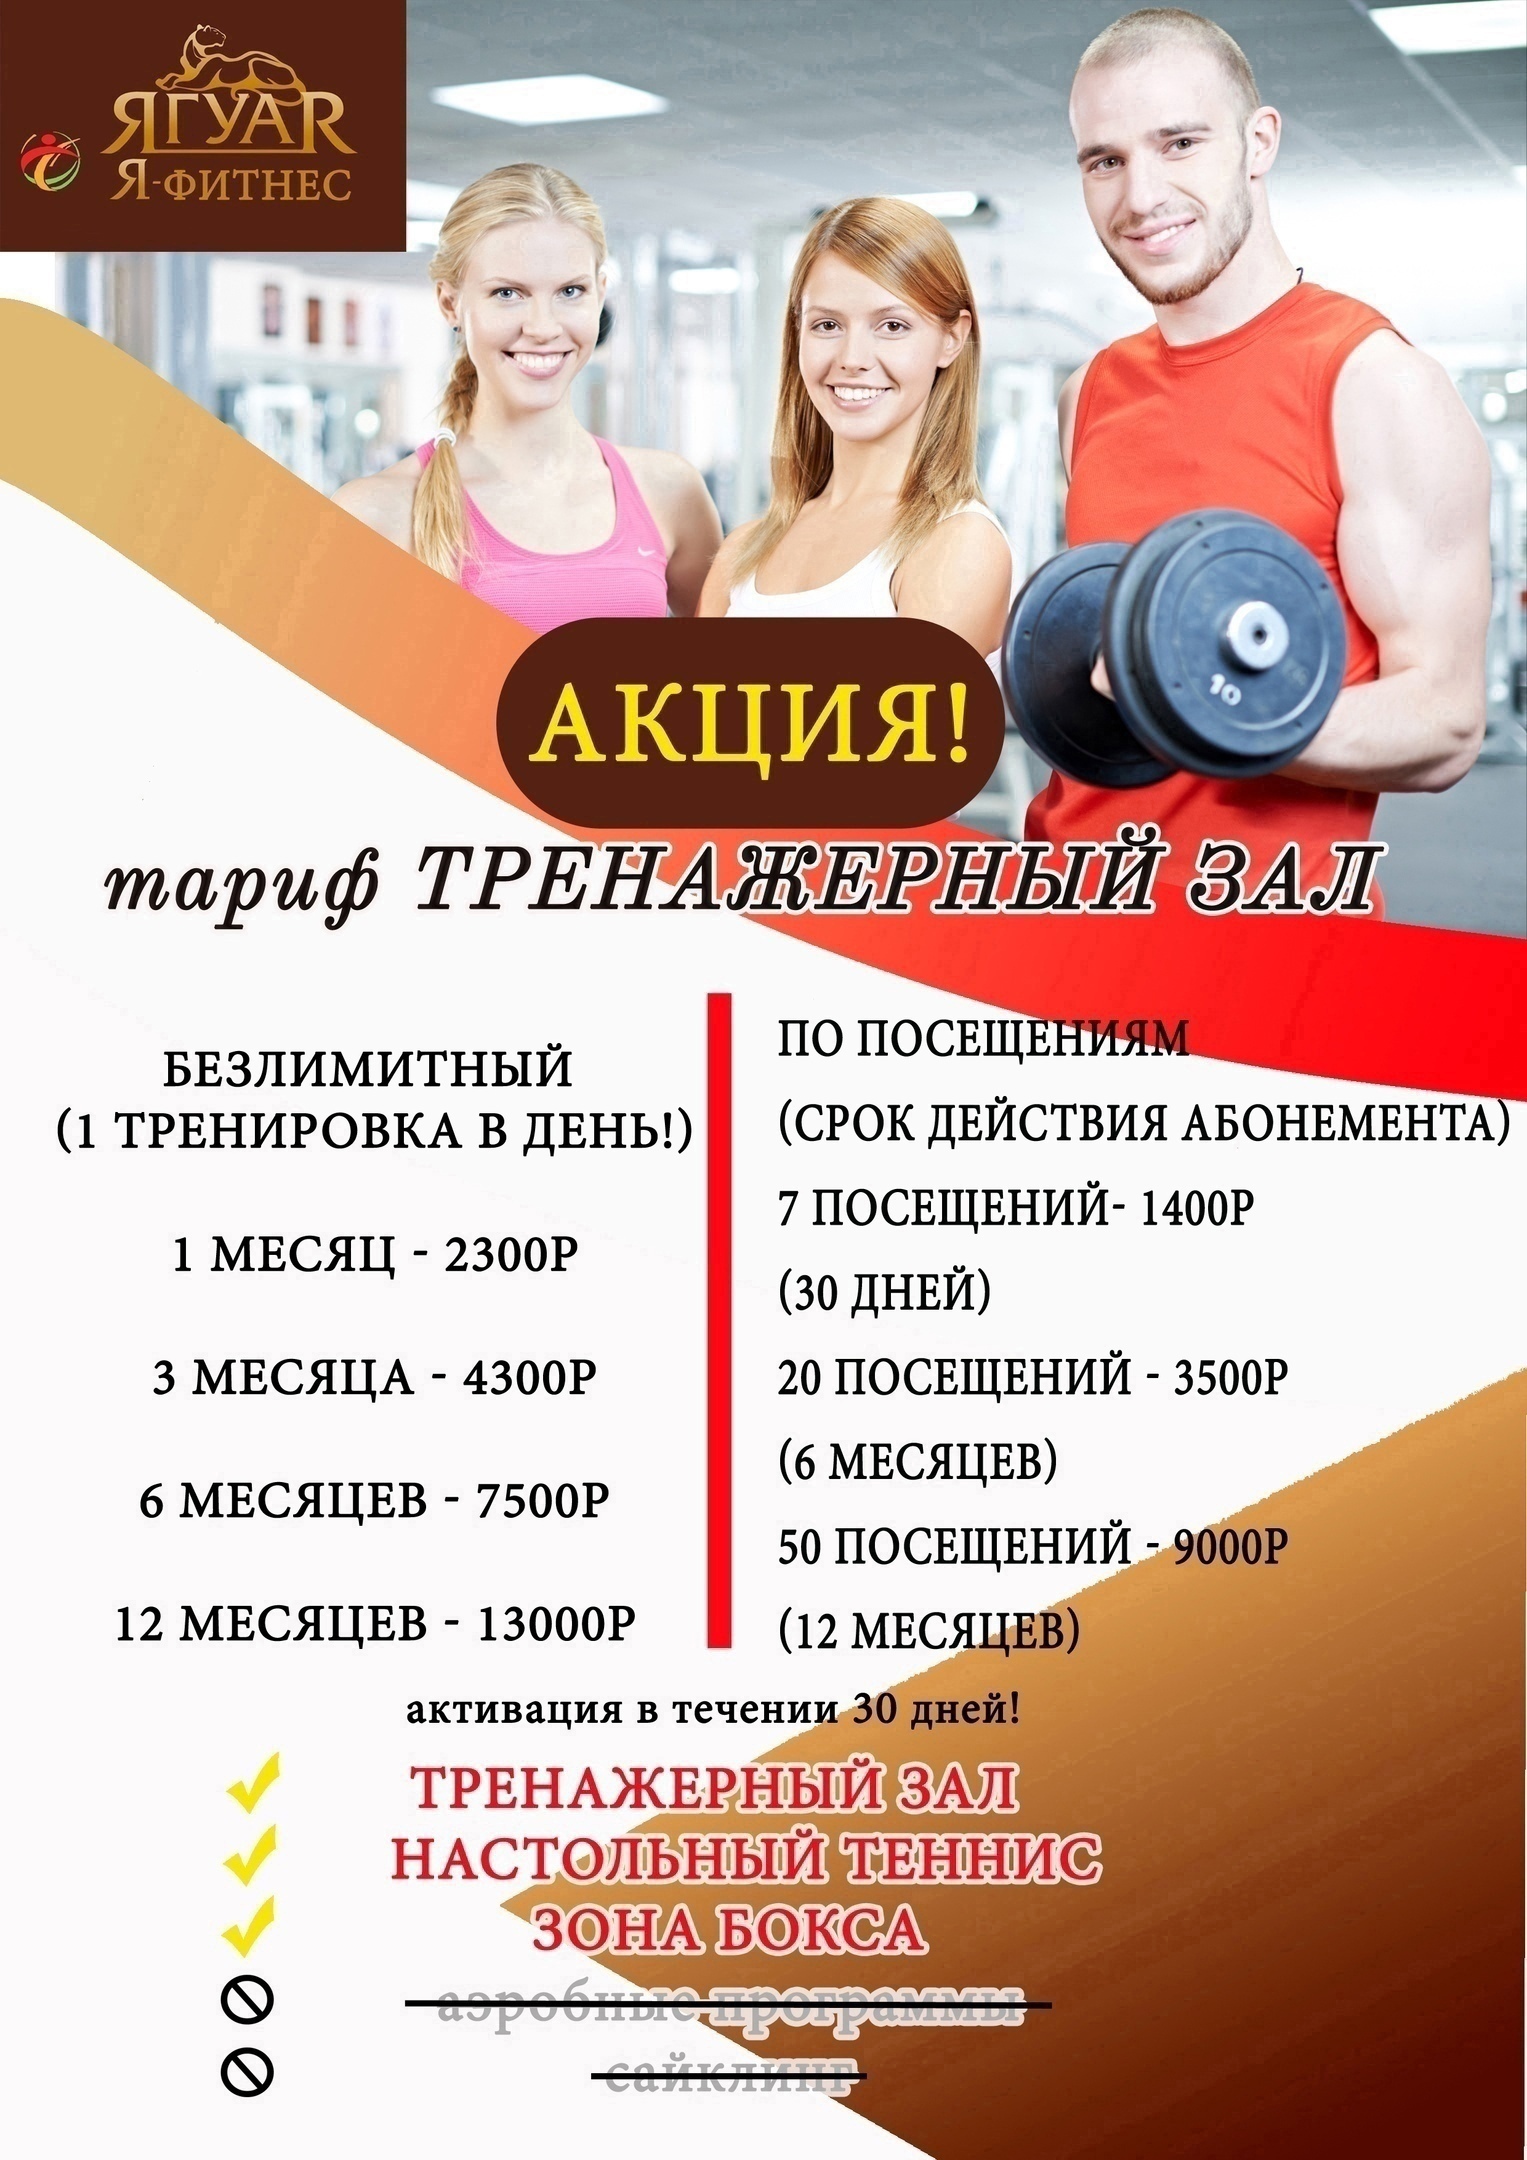 ЯГУАR
Я-ФИТНЕС
10
АКЦИЯ!
тариф ТРЕНАЖЕРНЫЙ ЗАЛ
БЕЗЛИМИТНЫЙ
(1 ТРЕНИРОВКА В ДЕНЬ!)
1 МЕСЯЦ - 2300Р
3 МЕСЯЦА - 4300Р
6 МЕСЯЦЕВ - 7500Р
12 МЕСЯЦЕВ - 13000Р
ПО ПОСЕЩЕНИЯМ
(СРОК ДЕЙСТВИЯ АБОНЕМЕНТА)
7 ПОСЕЩЕНИЙ- 1400Р
(30 ДНЕЙ)
20 ПОСЕЩЕНИЙ - 3500Р
(6 МЕСЯЦЕВ)
50 ПОСЕЩЕНИЙ - 9000Р
(12 МЕСЯЦЕВ)
активация в течении 30 дней!
ТРЕНАЖЕРНЫЙ ЗАЛ
НАСТОЛЬНЫЙ ТЕННИС
ЗОНА БОКСА
аэробные программы
сайклинг